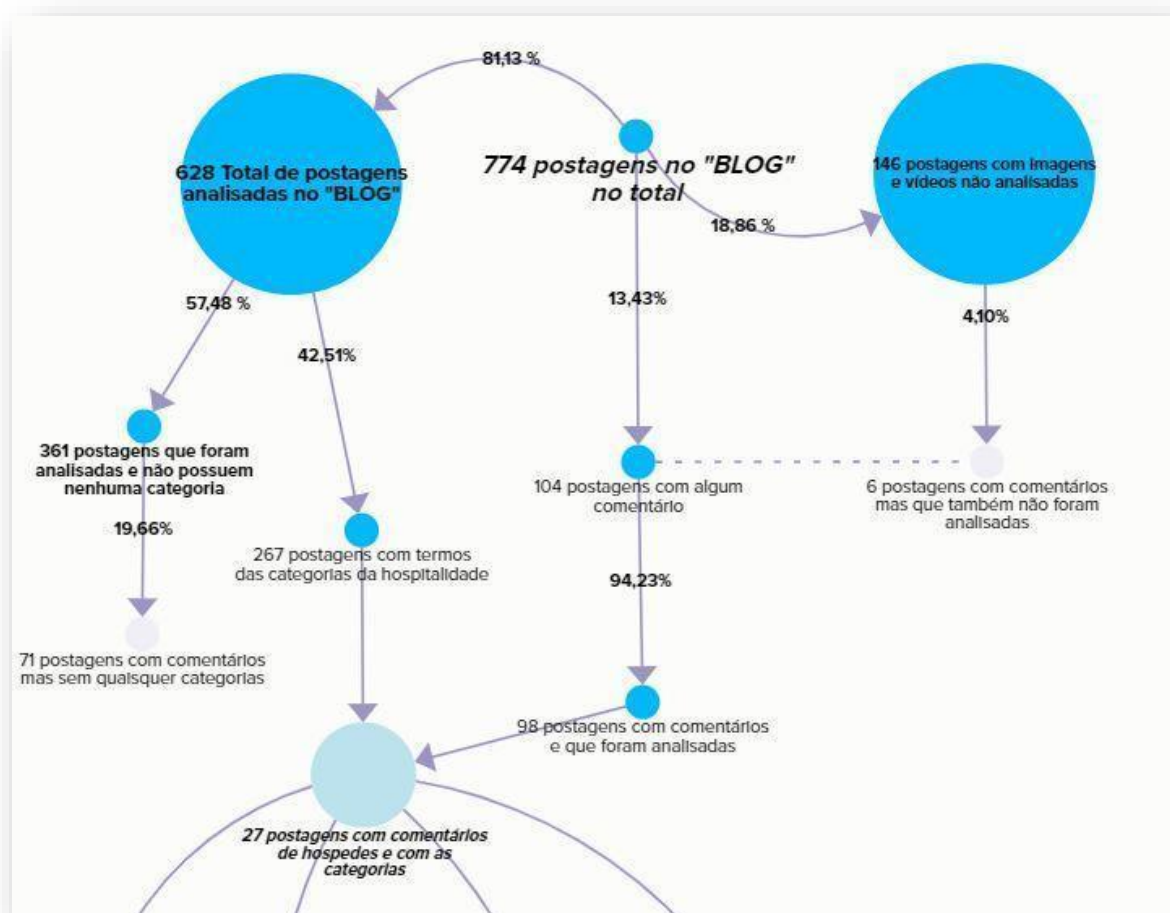 81,13 %
628 Total de postagens
analisadas no "BLOG"
774 postagens no "BLOG"
no total
146 postagens com imagens
e vídeos não analisadas
18,86 %
57,48 %
13,43%
4,10%
42,51%
361 postagens que foram
analisadas e não possuem
nenhuma categoria
104 postagens com algum
comentário
6 postagens com comentários
mas que também não foram
analisadas
19,66%
267 postagens com termos
das categorias da hospitalidade
94,23%
71 postagens com comentários
mas sem quaisquer categorias
98 postagens com comentários
e que foram analisadas
27 postagens com comentários
de hospedes e com as
categorias